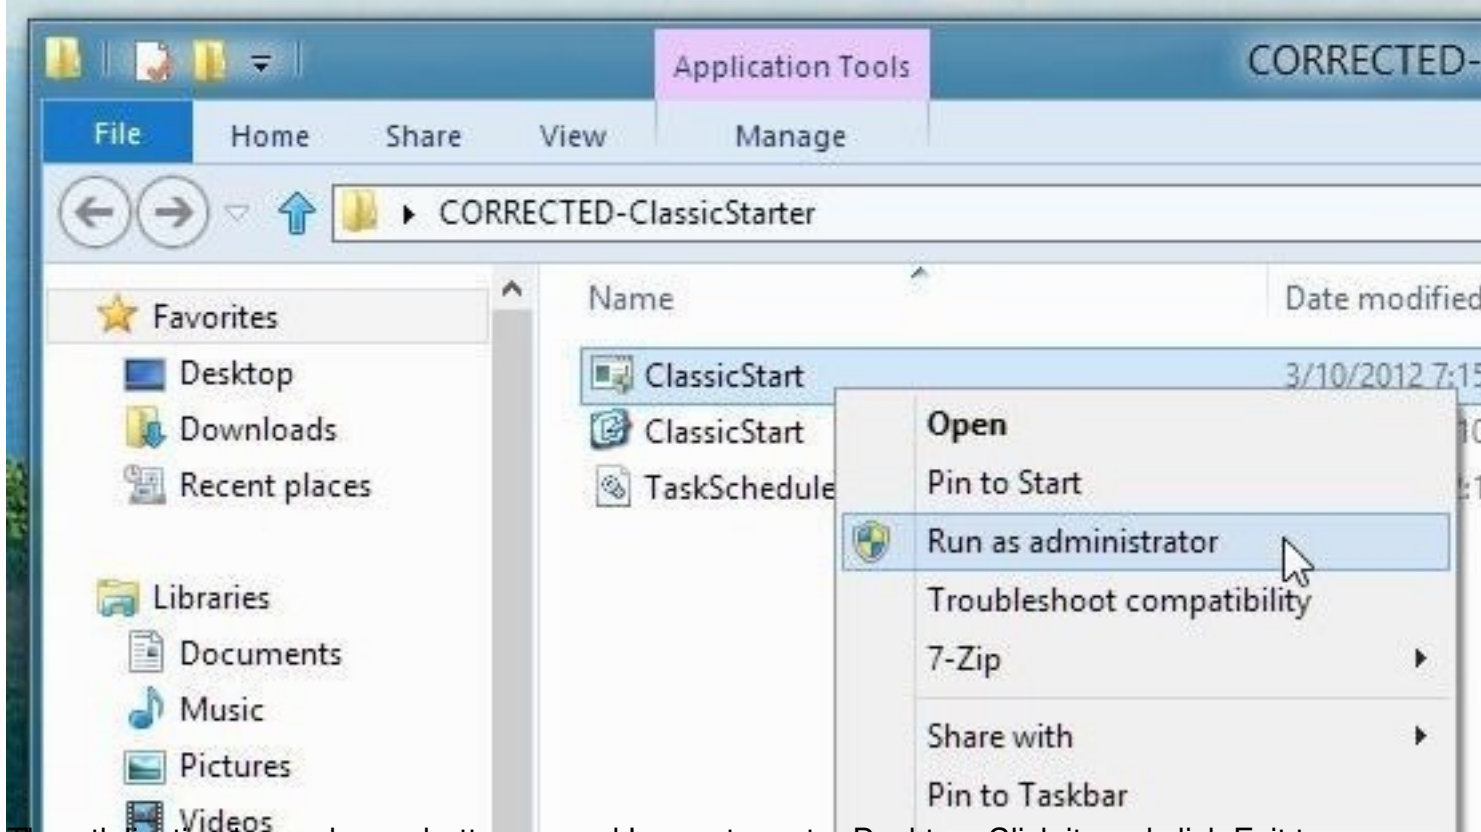 Application Tools
CORRECTED-
File Home Share View Manage
CORRECTED-ClassicStarter
Favorites
Desktop
Downloads
Recent places
Libraries
Documents
Music
Pictures
Videos
Name Date modified
ClassicStart 3/10/2012 7:15
ClassicStart
TaskSchedule
Open
Pin to Start
Run as administrator
Troubleshoot compatibility
7-Zip
Share with
Pin to Taskbar